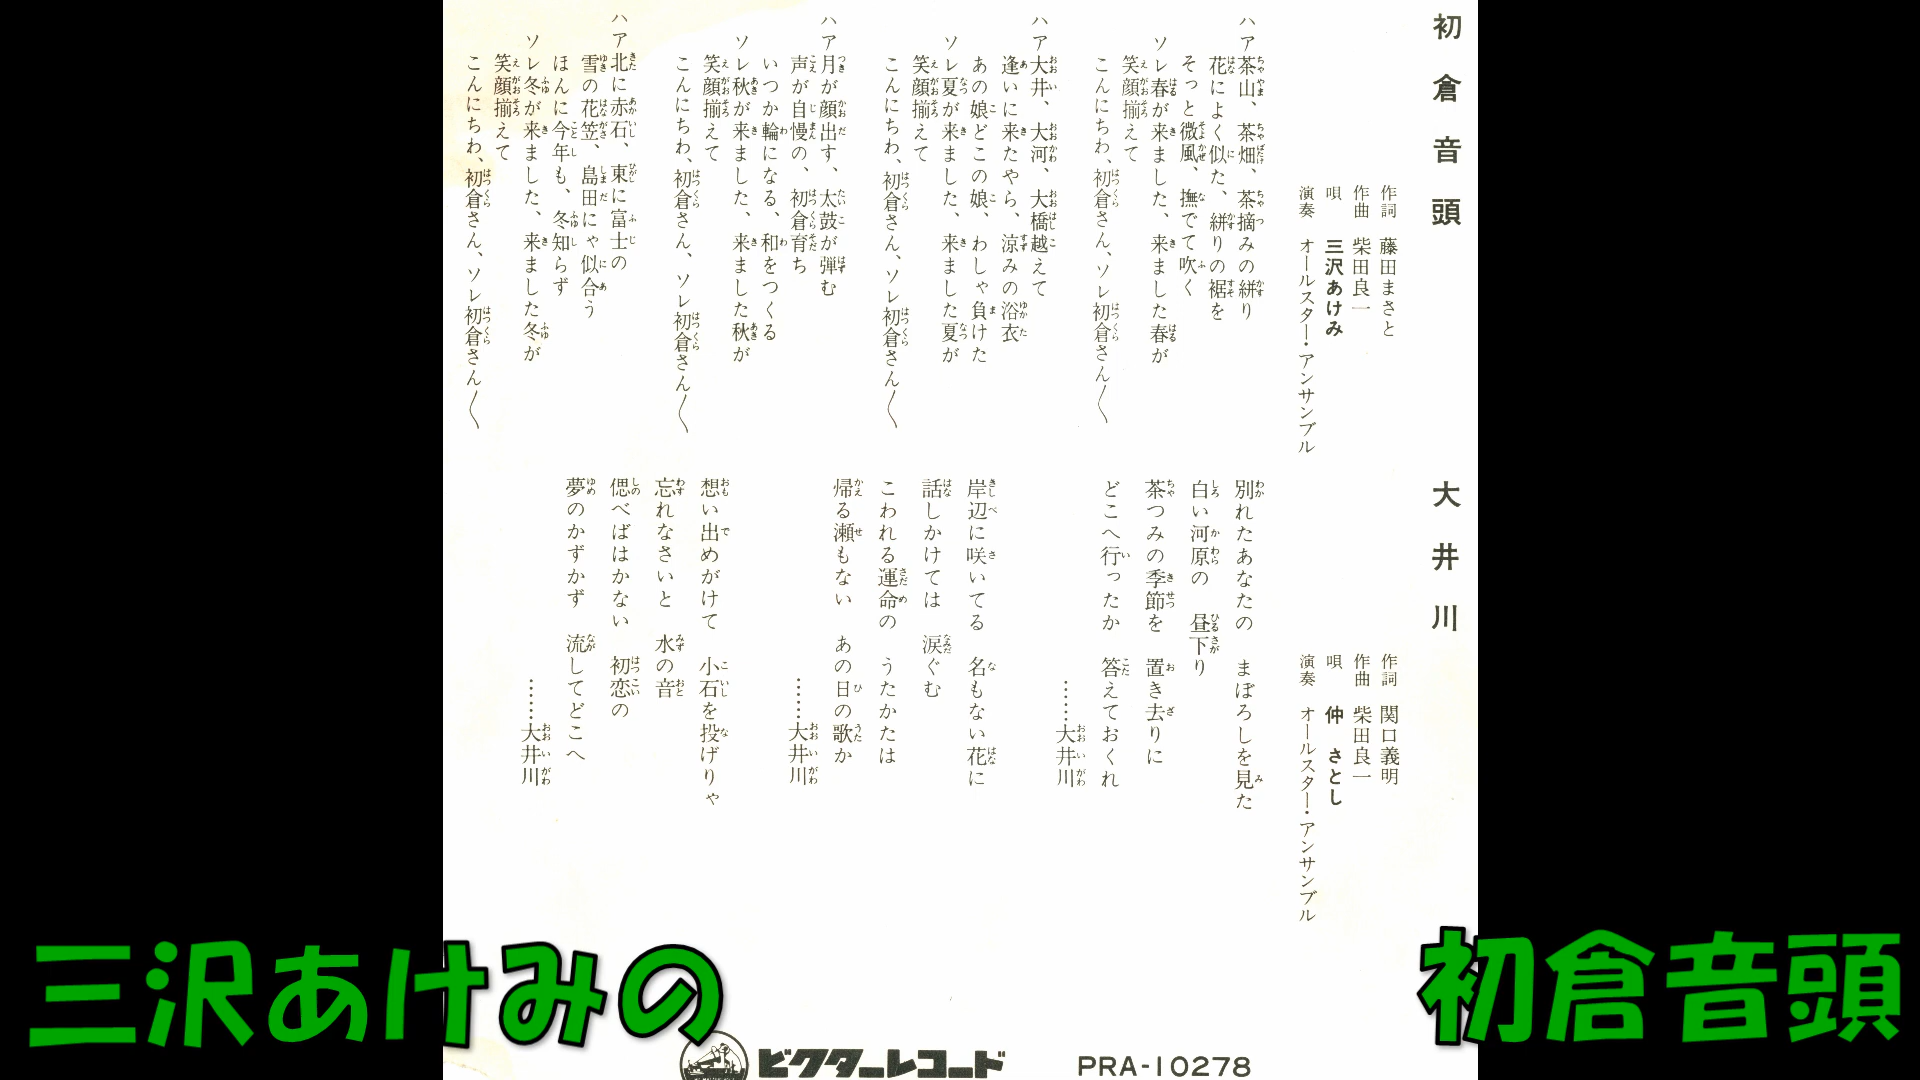 初倉音頭
作詞 藤田まさと
作曲 柴田良一
唄 三沢あけみ
演奏 オールスター・アンサンブル
ハア茶山、茶畑、茶摘みの絣り
花によく似た、絣りの裾を
そっと微風、撫でて吹く
ソレ春が来ました、来ました春が
笑顔揃えて
こんにちわ、初倉さん、ソレ初倉さん〱
ハア大井、大河、大橋越えて
逢いに来たやら、涼みの浴衣
あの娘どこの娘、わしゃ負けた
ソレ夏が来ました、来ました夏が
笑顔揃えて
こんにちわ、初倉さん、ソレ初倉さん〱
ハア月が顔出す、太鼓が弾む
声が自慢の、初倉育ち
いつか輪になる、和をつくる
ソレ秋が来ました、来ました秋が
笑顔揃えて
こんにちわ、初倉さん、ソレ初倉さん〱
ハア北に赤石、東に富士の
雪の花笠、島田にゃ似合う
ほんに今年も、冬知らず
ソレ冬が来ました、来ました冬が
笑顔揃えて
こんにちわ、初倉さん、ソレ初倉さん〱
大井川
作詞 関口義明
作曲 柴田良一
唄 仲 さとし
演奏 オールスター・アンサンブル
別れたあなたの まぼろしを見た
白い河原の 昼下り
茶つみの季節を 置き去りに
どこへ行ったか 答えておくれ
……大井川
岸辺に咲いてる 名もない花に
話しかけては 涙ぐむ
こわれる運命の うたかたは
帰る瀬もない あの日の歌か
……大井川
想い出めがけて 小石を投げりゃ
忘れなさいと 水の音
偲べばはかない 初恋の
夢のかずかず 流してどこへ
……大井川
三沢あけみの 初倉音頭
ビクターレコード PRA-10278